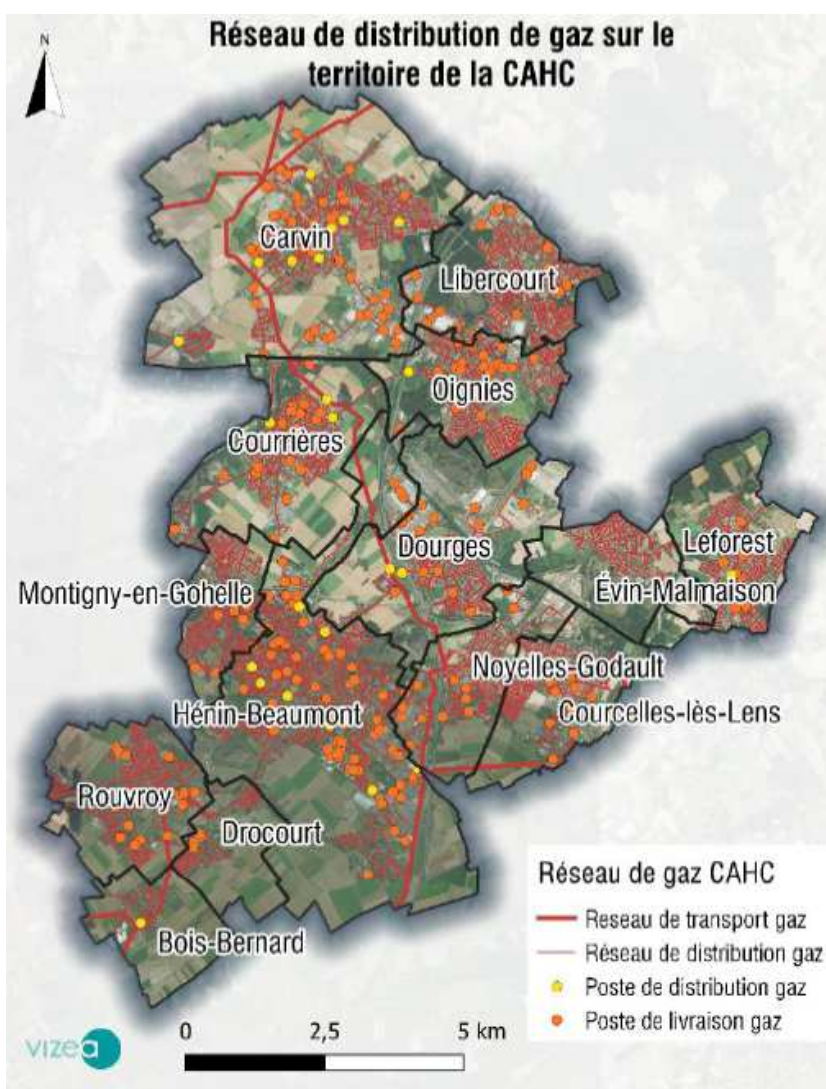 Réseau de distribution de gaz sur le
territoire de la CAHC
N
Carvin
Libercourt
Oignies
Courrières
Dourges
Leforest
Montigny-en-Gohelle
Évin-Malmaison
Noyelles-Godault
Hénin-Beaumont
Courcelles-lès-Lens
Rouvroy
Drocourt
Bois-Bernard
Réseau de gaz CAHC
Reseau de transport gaz
Réseau de distribution gaz
Poste de distribution gaz
Poste de livraison gaz
vizea
0 2,5 5 km